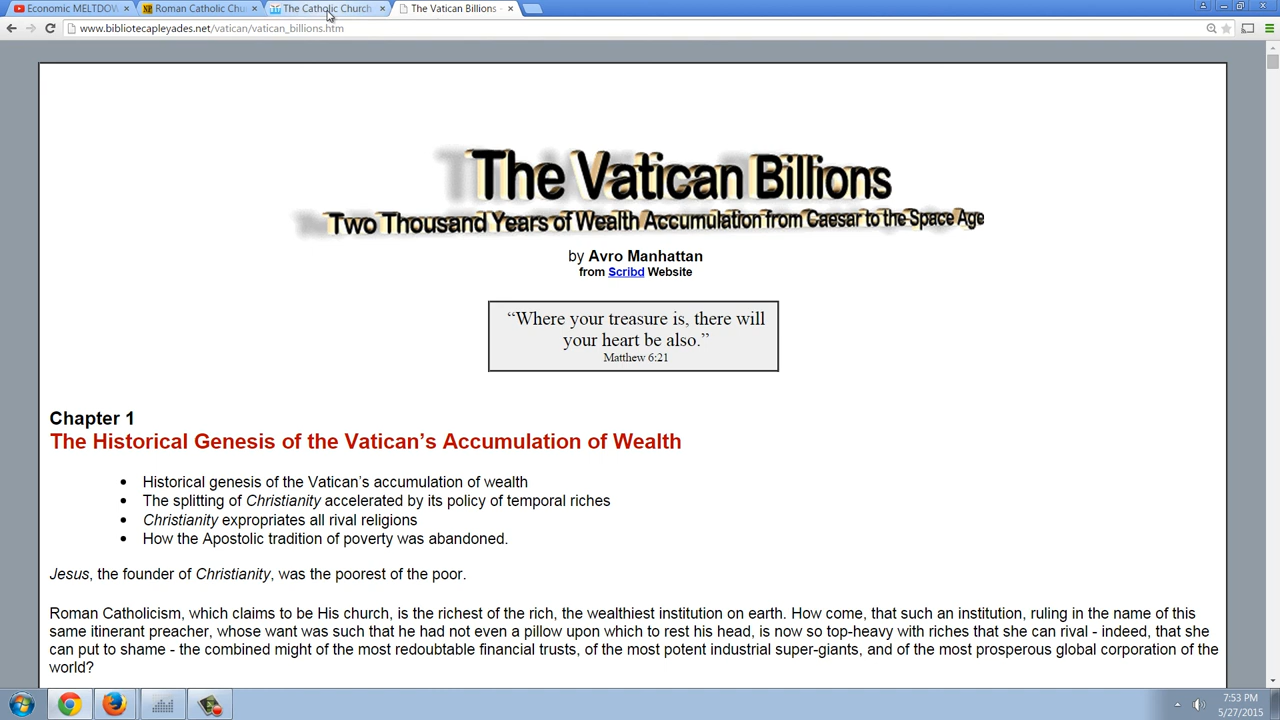 Economic MELTDOW
Roman Catholic Chu
The Catholic Church
The Vatican Billions -
www.bibliotecapleyades.net/vatican/vatican_billions.htm
The Vatican Billions
Two Thousand Years of Wealth Accumulation from Caesar to the Space Age
by Avro Manhattan
from Scribd Website
“Where your treasure is, there will
your heart be also.”
Matthew 6:21
Chapter 1
The Historical Genesis of the Vatican’s Accumulation of Wealth
• Historical genesis of the Vatican’s accumulation of wealth
• The splitting of Christianity accelerated by its policy of temporal riches
• Christianity expropriates all rival religions
• How the Apostolic tradition of poverty was abandoned.
Jesus, the founder of Christianity, was the poorest of the poor.
Roman Catholicism, which claims to be His church, is the richest of the rich, the wealthiest institution on earth. How come, that such an institution, ruling in the name of this
same itinerant preacher, whose want was such that he had not even a pillow upon which to rest his head, is now so top-heavy with riches that she can rival - indeed, that she
can put to shame - the combined might of the most redoubtable financial trusts, of the most potent industrial super-giants, and of the most prosperous global corporation of the
world?
7:53 PM
5/27/2015